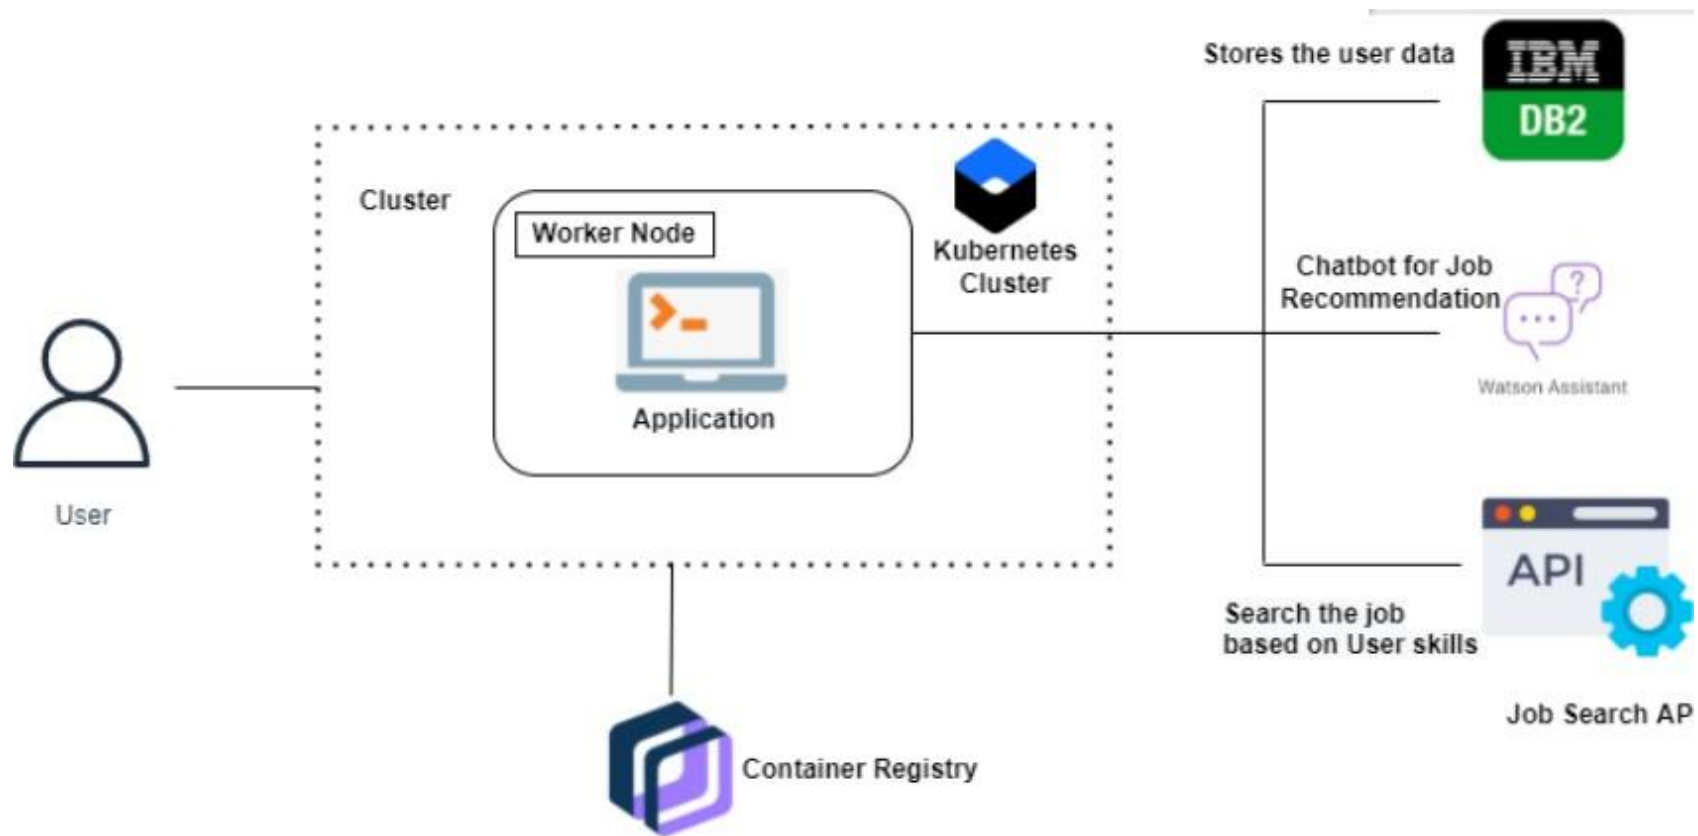 Stores the user data
IBM
DB2
Cluster
Worker Node
Kubernetes
Cluster
Chatbot for Job
Recommendation
?
Watson Assistant
Application
User
API
Search the job
based on User skills
Job Search AP
Container Registry